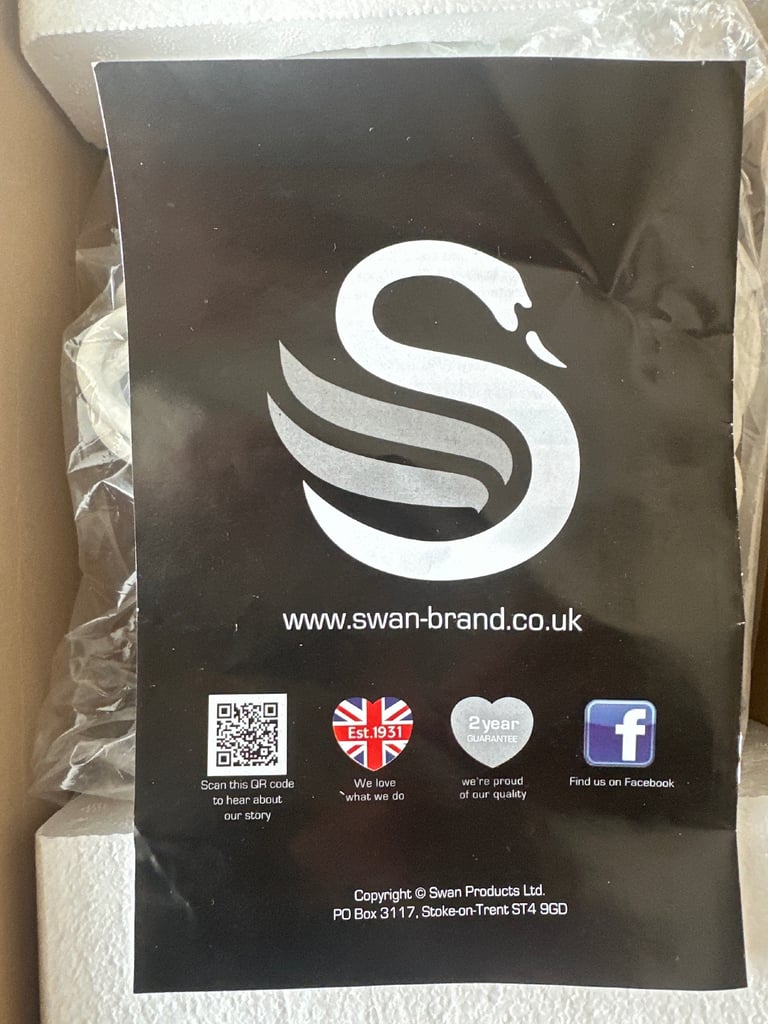 www.swan-brand.co.uk
Est.1931
2 year
GUARANTEE
f
Scan this QR code
to hear about
our story
We love
what we do
we're proud
of our quality
Find us on Facebook
Copyright © Swan Products Ltd.
PO Box 3117, Stoke-on-Trent ST4 9GD